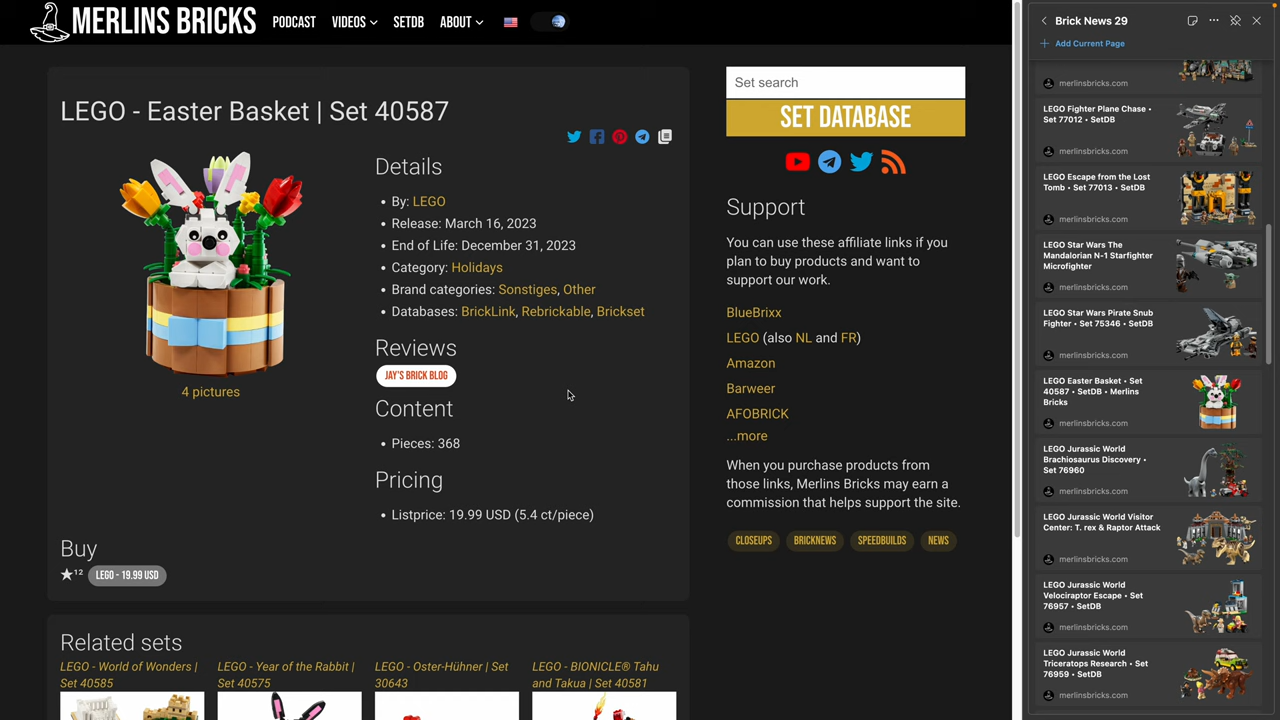 MERLINS BRICKS
PODCAST
VIDEOS
SETDB
ABOUT
LEGO - Easter Basket | Set 40587
4 pictures
Details
• By: LEGO
• Release: March 16, 2023
• End of Life: December 31, 2023
• Category: Holidays
• Brand categories: Sonstiges, Other
• Databases: BrickLink, Rebrickable, Brickset
Reviews
JAY'S BRICK BLOG
Content
• Pieces: 368
Pricing
• Listprice: 19.99 USD (5.4 ct/piece)
Buy
★12 LEGO - 19.99 USD
Related sets
LEGO - World of Wonders |
Set 40585
LEGO - Year of the Rabbit |
Set 40575
LEGO - Oster-Hühner | Set
30643
LEGO - BIONICLE® Tahu
and Takua | Set 40581
Set search
SET DATABASE
Support
You can use these affiliate links if you
plan to buy products and want to
support our work.
BlueBrixx
LEGO (also NL and FR)
Amazon
Barweer
AFOBRICK
...more
When you purchase products from
those links, Merlins Bricks may earn a
commission that helps support the site.
CLOSEUPS
BRICKNEWS
SPEEDBUILDS
NEWS
Brick News 29
Add Current Page
merlinsbricks.com
LEGO Fighter Plane Chase •
Set 77012 • SetDB
merlinsbricks.com
LEGO Escape from the Lost
Tomb • Set 77013 • SetDB
merlinsbricks.com
LEGO Star Wars The
Mandalorian N-1 Starfighter
Microfighter
merlinsbricks.com
LEGO Star Wars Pirate Snub
Fighter • Set 75346 • SetDB
merlinsbricks.com
LEGO Easter Basket • Set
40587 • SetDB • Merlins
Bricks
merlinsbricks.com
LEGO Jurassic World
Brachiosaurus Discovery •
Set 76960
merlinsbricks.com
LEGO Jurassic World Visitor
Center: T. rex & Raptor Attack
merlinsbricks.com
LEGO Jurassic World
Velociraptor Escape • Set
76957 • SetDB
merlinsbricks.com
LEGO Jurassic World
Triceratops Research • Set
76959 • SetDB
merlinsbricks.com